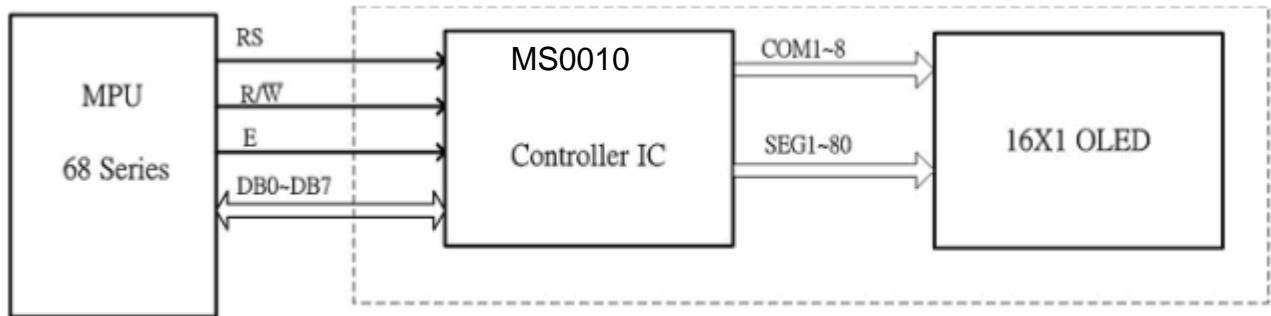 MPU
68 Series
RS
R/W̅
E
DB0~DB7
MS0010
Controller IC
COM1~8
SEG1~80
16X1 OLED